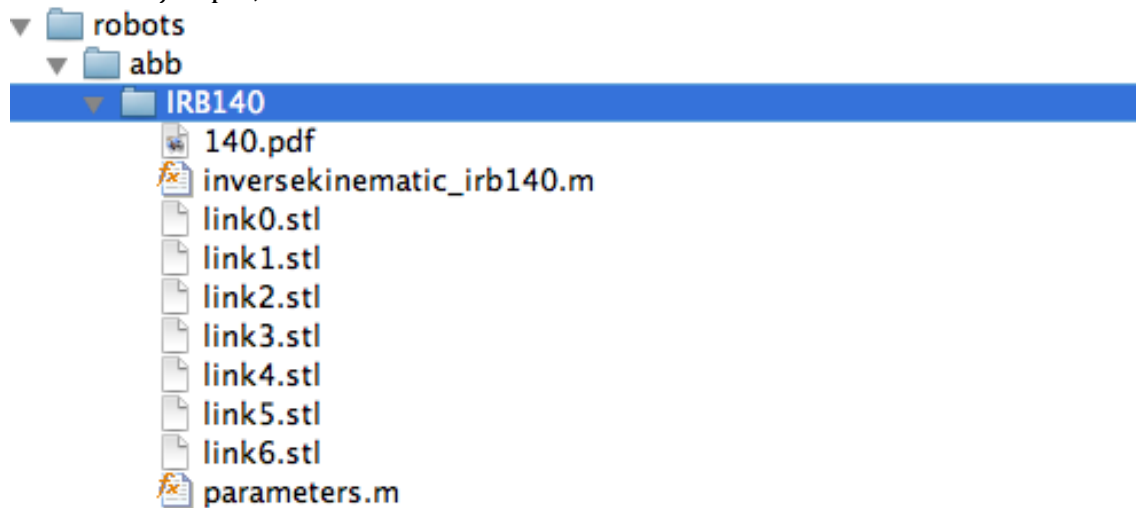 robots
abb
IRB140
140.pdf
inversekinematic_irb140.m
link0.stl
link1.stl
link2.stl
link3.stl
link4.stl
link5.stl
link6.stl
parameters.m